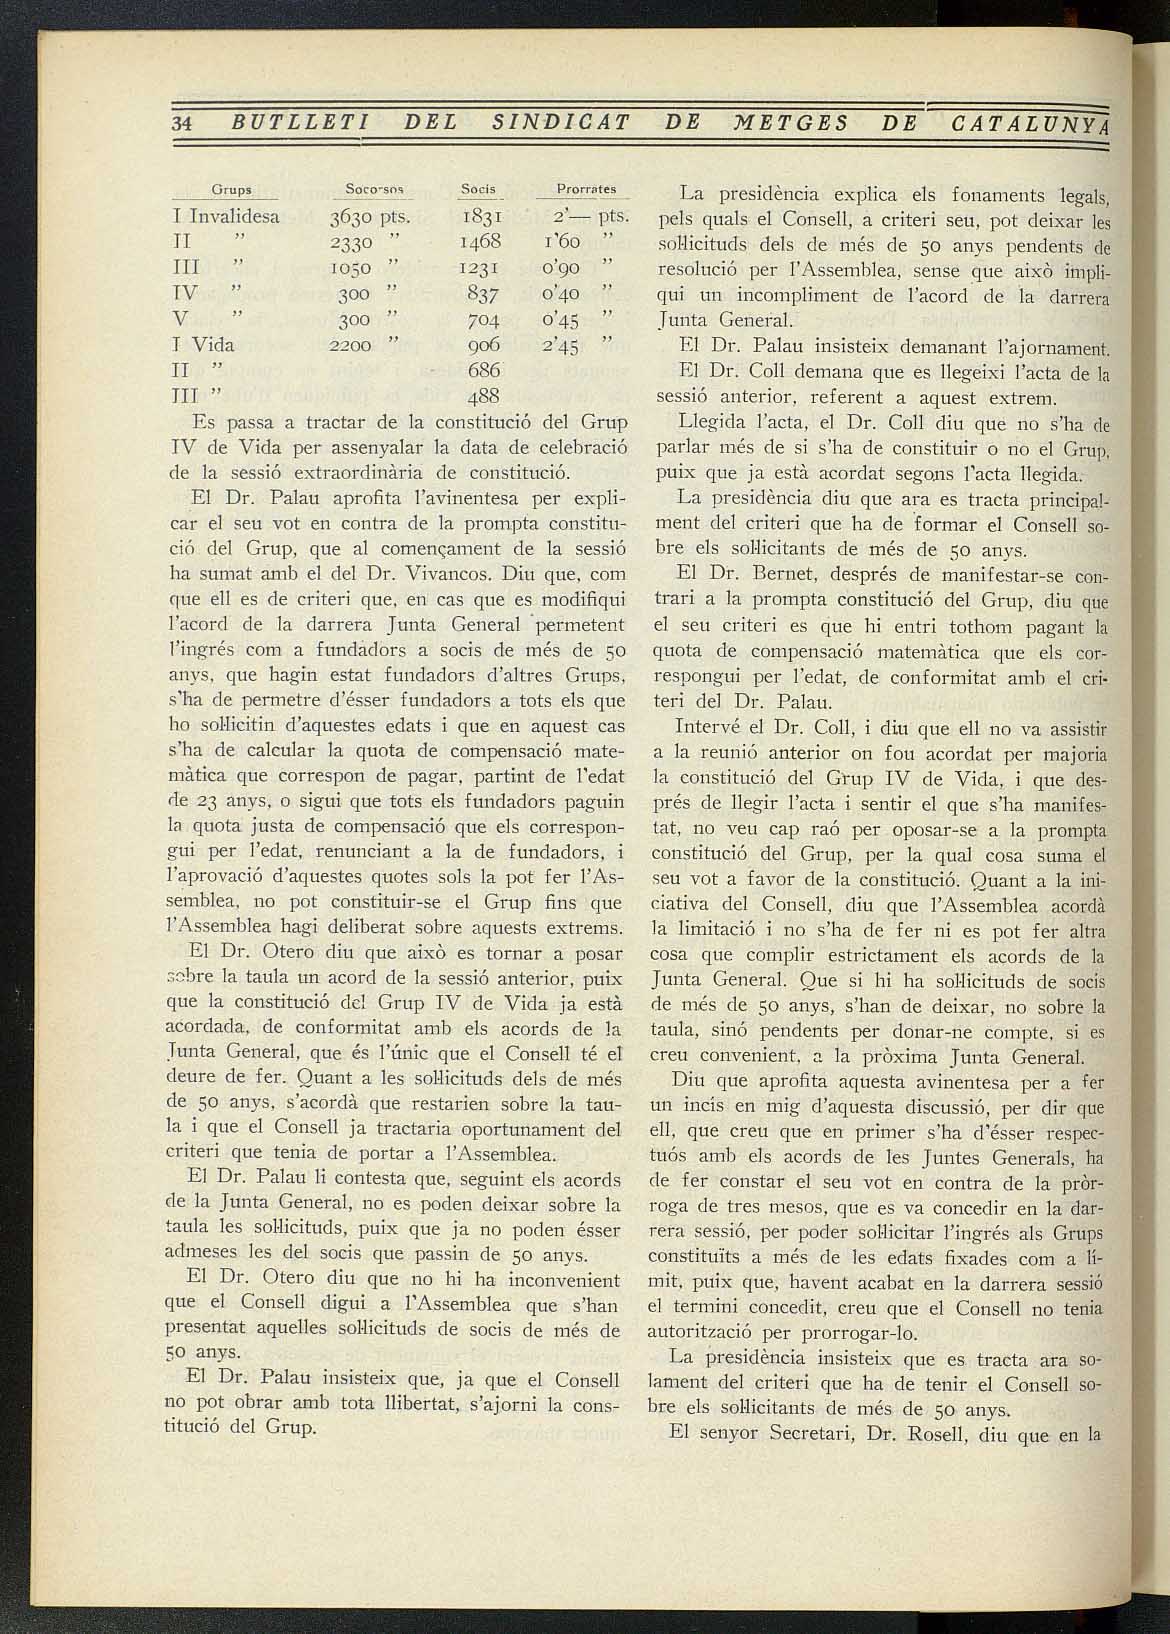 34 BUTLLETI DEL SINDICAT DE METGES DE CATALUNYA
Grups Socorsos Socis Prorrates
I Invalidesa 3630 pts. 1831 2'— pts.
II ” 2330 ” 1468 1'60 ”
III ” 1050 ” 1231 0'90 ”
IV ” 300 ” 837 0'40 ”
V ” 300 ” 704 0'45 ”
I Vida 2200 ” 906 2'45 ”
II ” 686
III ” 488
Es passa a tractar de la constitució del Grup
IV de Vida per assenyalar la data de celebració
de la sessió extraordinària de constitució.
El Dr. Palau aprofita l'avinentesa per expli-
car el seu vot en contra de la prompta constitu-
ció del Grup, que al començament de la sessió
ha sumat amb el del Dr. Vivancos. Diu que, com
que ell es de criteri que, en cas que es modifiqui
l'acord de la darrera Junta General permetent
l'ingrés com a fundadors a socis de més de 50
anys, que hagin estat fundadors d'altres Grups,
s'ha de permetre d'ésser fundadors a tots els que
ho sol·licitin d'aquestes edats i que en aquest cas
s'ha de calcular la quota de compensació mate-
màtica que correspon de pagar, partint de l'edat
de 23 anys, o sigui que tots els fundadors paguin
la quota justa de compensació que els correspon-
gui per l'edat, renunciant a la de fundadors, i
l'aprovació d'aquestes quotes sols la pot fer l'As-
semblea, no pot constituir-se el Grup fins que
l'Assemblea hagi deliberat sobre aquests extrems.
El Dr. Otero diu que això es tornar a posar
sobre la taula un acord de la sessió anterior, puix
que la constitució del Grup IV de Vida ja està
acordada, de conformitat amb els acords de la
Junta General, que és l'únic que el Consell té el
deure de fer. Quant a les sol·licituds dels de més
de 50 anys, s'acordà que restarien sobre la tau-
la i que el Consell ja tractaria oportunament del
criteri que tenia de portar a l'Assemblea.
El Dr. Palau li contesta que, seguint els acords
de la Junta General, no es poden deixar sobre la
taula les sol·licituds, puix que ja no poden ésser
admeses les del socis que passin de 50 anys.
El Dr. Otero diu que no hi ha inconvenient
que el Consell digui a l'Assemblea que s'han
presentat aquelles sol·licituds de socis de més de
50 anys.
El Dr. Palau insisteix que, ja que el Consell
no pot obrar amb tota llibertat, s'ajorni la cons-
titució del Grup.
La presidència explica els fonaments legals,
pels quals el Consell, a criteri seu, pot deixar les
sol·licituds dels de més de 50 anys pendents de
resolució per l'Assemblea, sense que això impli-
qui un incompliment de l'acord de la darrera
Junta General.
El Dr. Palau insisteix demanant l'ajornament.
El Dr. Coll demana que es llegeixi l'acta de la
sessió anterior, referent a aquest extrem.
Llegida l'acta, el Dr. Coll diu que no s'ha de
parlar més de si s'ha de constituir o no el Grup,
puix que ja està acordat segons l'acta llegida.
La presidència diu que ara es tracta principal-
ment del criteri que ha de formar el Consell so-
bre els sol·licitants de més de 50 anys.
El Dr. Bernet, després de manifestar-se con-
trari a la prompta constitució del Grup, diu que
el seu criteri es que hi entri tothom pagant la
quota de compensació matemàtica que els cor-
respongui per l'edat, de conformitat amb el cri-
teri del Dr. Palau.
Intervé el Dr. Coll, i diu que ell no va assistir
a la reunió anterior on fou acordat per majoria
la constitució del Grup IV de Vida, i que des-
prés de llegir l'acta i sentir el que s'ha manifes-
tat, no veu cap raó per oposar-se a la prompta
constitució del Grup, per la qual cosa suma el
seu vot a favor de la constitució. Quant a la ini-
ciativa del Consell, diu que l'Assemblea acordà
la limitació i no s'ha de fer ni es pot fer altra
cosa que complir estrictament els acords de la
Junta General. Que si hi ha sol·licituds de socis
de més de 50 anys, s'han de deixar, no sobre la
taula, sinó pendents per donar-ne compte, si es
creu convenient, a la pròxima Junta General.
Diu que aprofita aquesta avinentesa per a fer
un incis en mig d'aquesta discussió, per dir que
ell, que creu que en primer s'ha d'ésser respec-
tuós amb els acords de les Juntes Generals, ha
de fer constar el seu vot en contra de la pròr-
roga de tres mesos, que es va concedir en la dar-
rera sessió, per poder sol·licitar l'ingrés als Grups
constituïts a més de les edats fixades com a lí-
mit, puix que, havent acabat en la darrera sessió
el termini concedit, creu que el Consell no tenia
autorització per prorrogar-lo.
La presidència insisteix que es tracta ara so-
lament del criteri que ha de tenir el Consell so-
bre els sol·licitants de més de 50 anys.
El senyor Secretari, Dr. Rosell, diu que en la